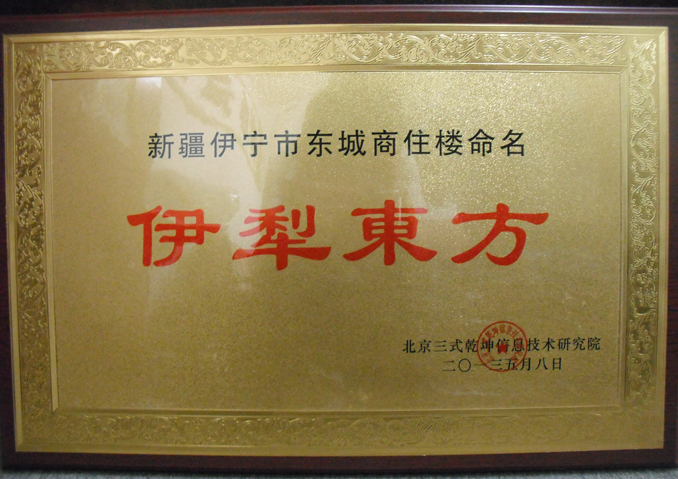 新疆伊宁市东城商住楼命名
伊犁東方
北京三式乾坤信息技术研究院
二〇一三五月八日